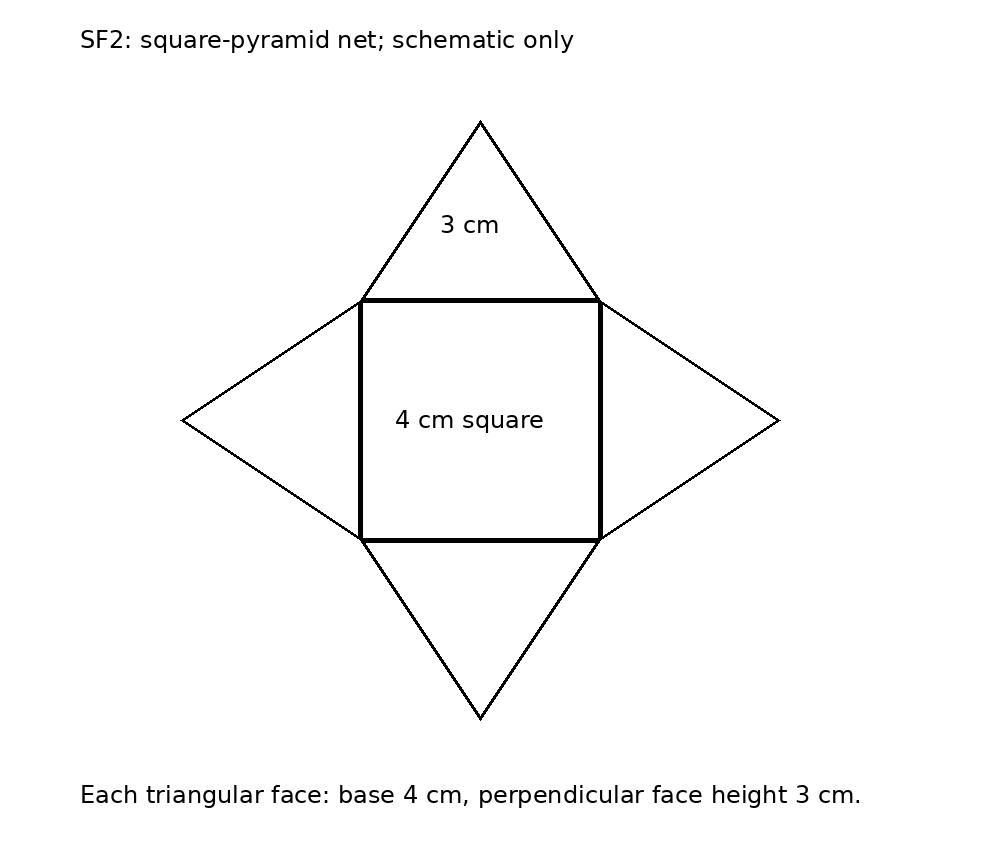 SF2: square-pyramid net; schematic only
3 cm
4 cm square
Each triangular face: base 4 cm, perpendicular face height 3 cm.